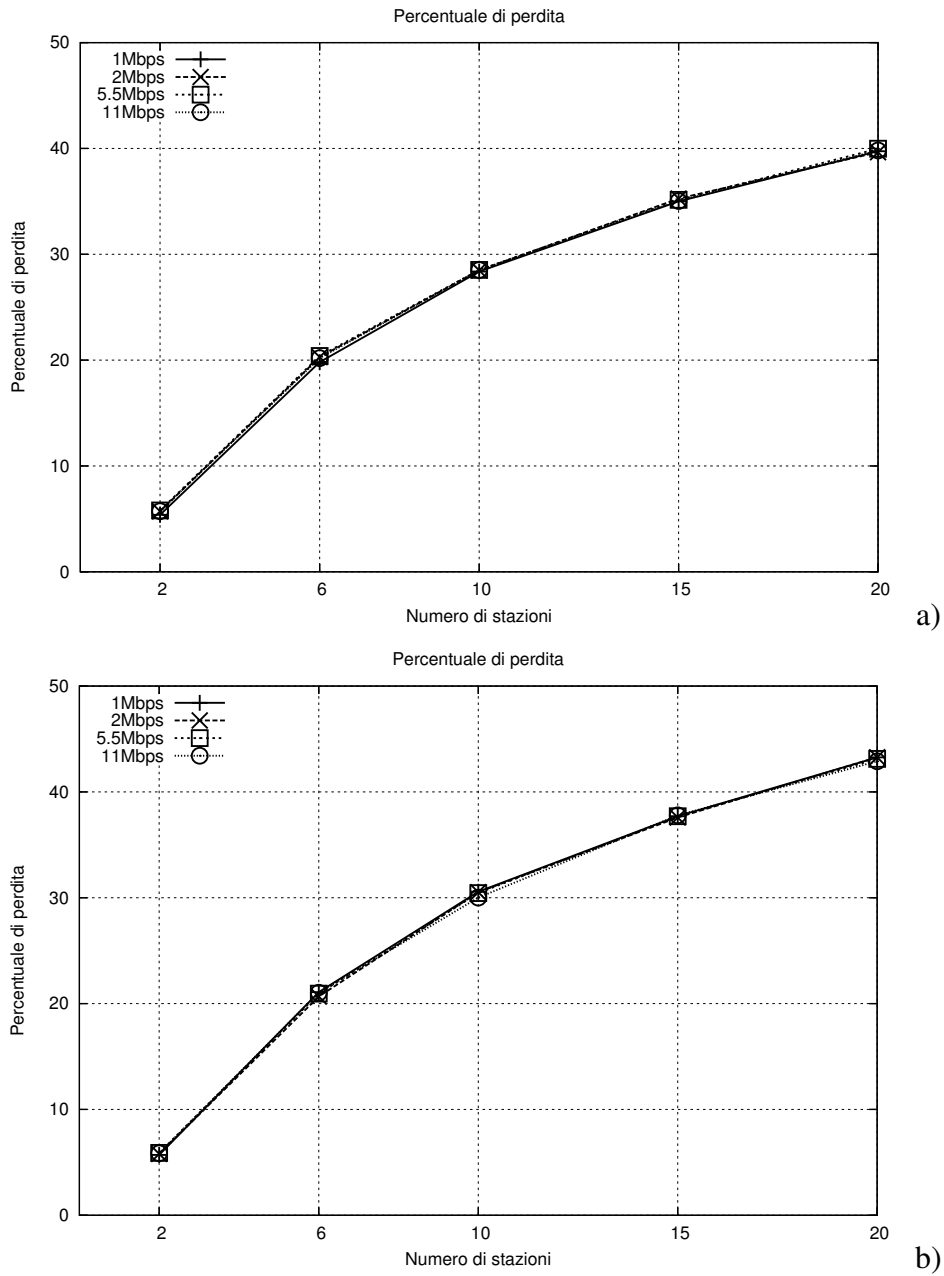 Percentuale di perdita
50
40
30
20
10
0
Percentuale di perdita
1Mbps
2Mbps
5.5Mbps
11Mbps
2 6 10 15 20
Numero di stazioni
a)
Percentuale di perdita
50
40
30
20
10
0
Percentuale di perdita
1Mbps
2Mbps
5.5Mbps
11Mbps
2 6 10 15 20
Numero di stazioni
b)